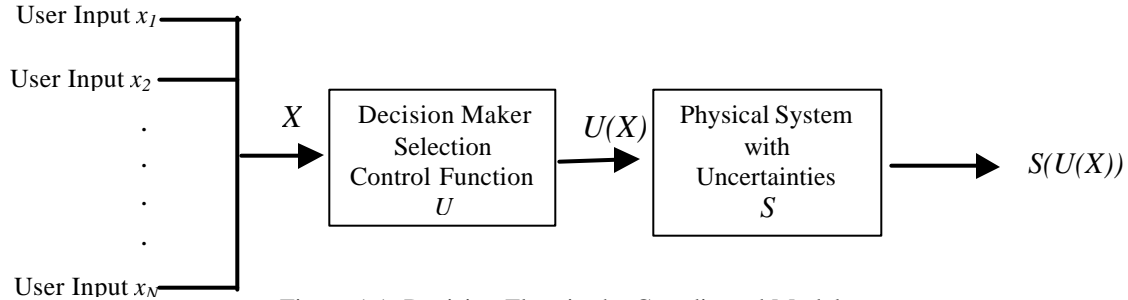 User Input x1
User Input x2
.
.
.
.
User Input xN
X
Decision Maker
Selection
Control Function
U
U(X)
Physical System
with
Uncertainties
S
S(U(X))